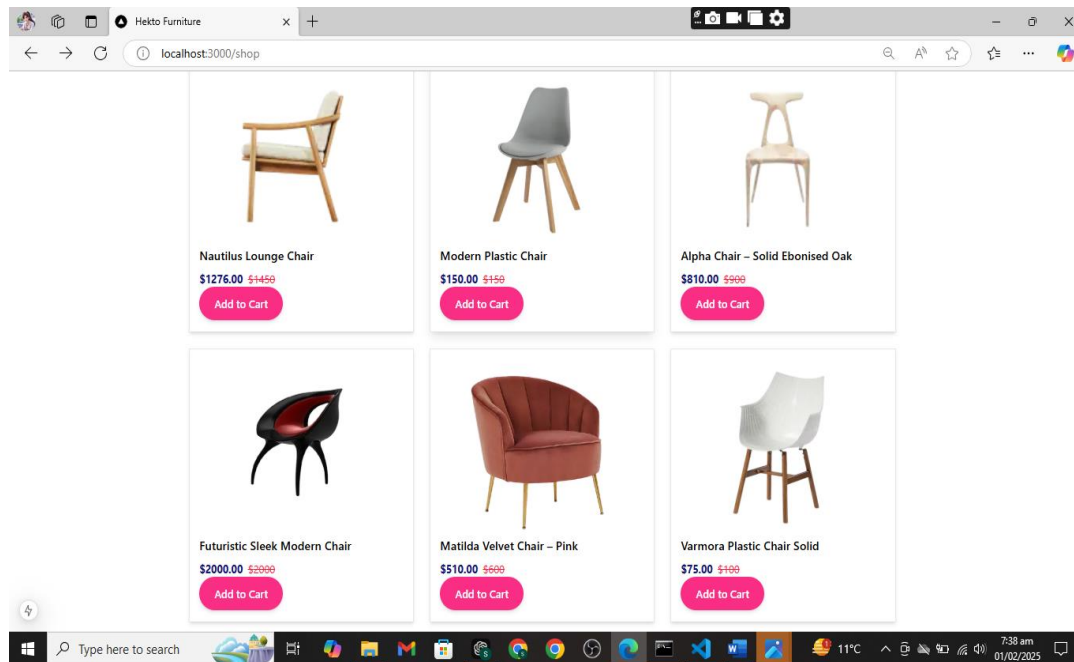 Hekto Furniture
localhost:3000/shop
Nautilus Lounge Chair
$1276.00 $1450
Add to Cart
Modern Plastic Chair
$150.00 $150
Add to Cart
Alpha Chair – Solid Ebonised Oak
$810.00 $900
Add to Cart
Futuristic Sleek Modern Chair
$2000.00 $2000
Add to Cart
Matilda Velvet Chair – Pink
$510.00 $600
Add to Cart
Varmora Plastic Chair Solid
$75.00 $100
Add to Cart
Type here to search
11°C
7:38 am
01/02/2025